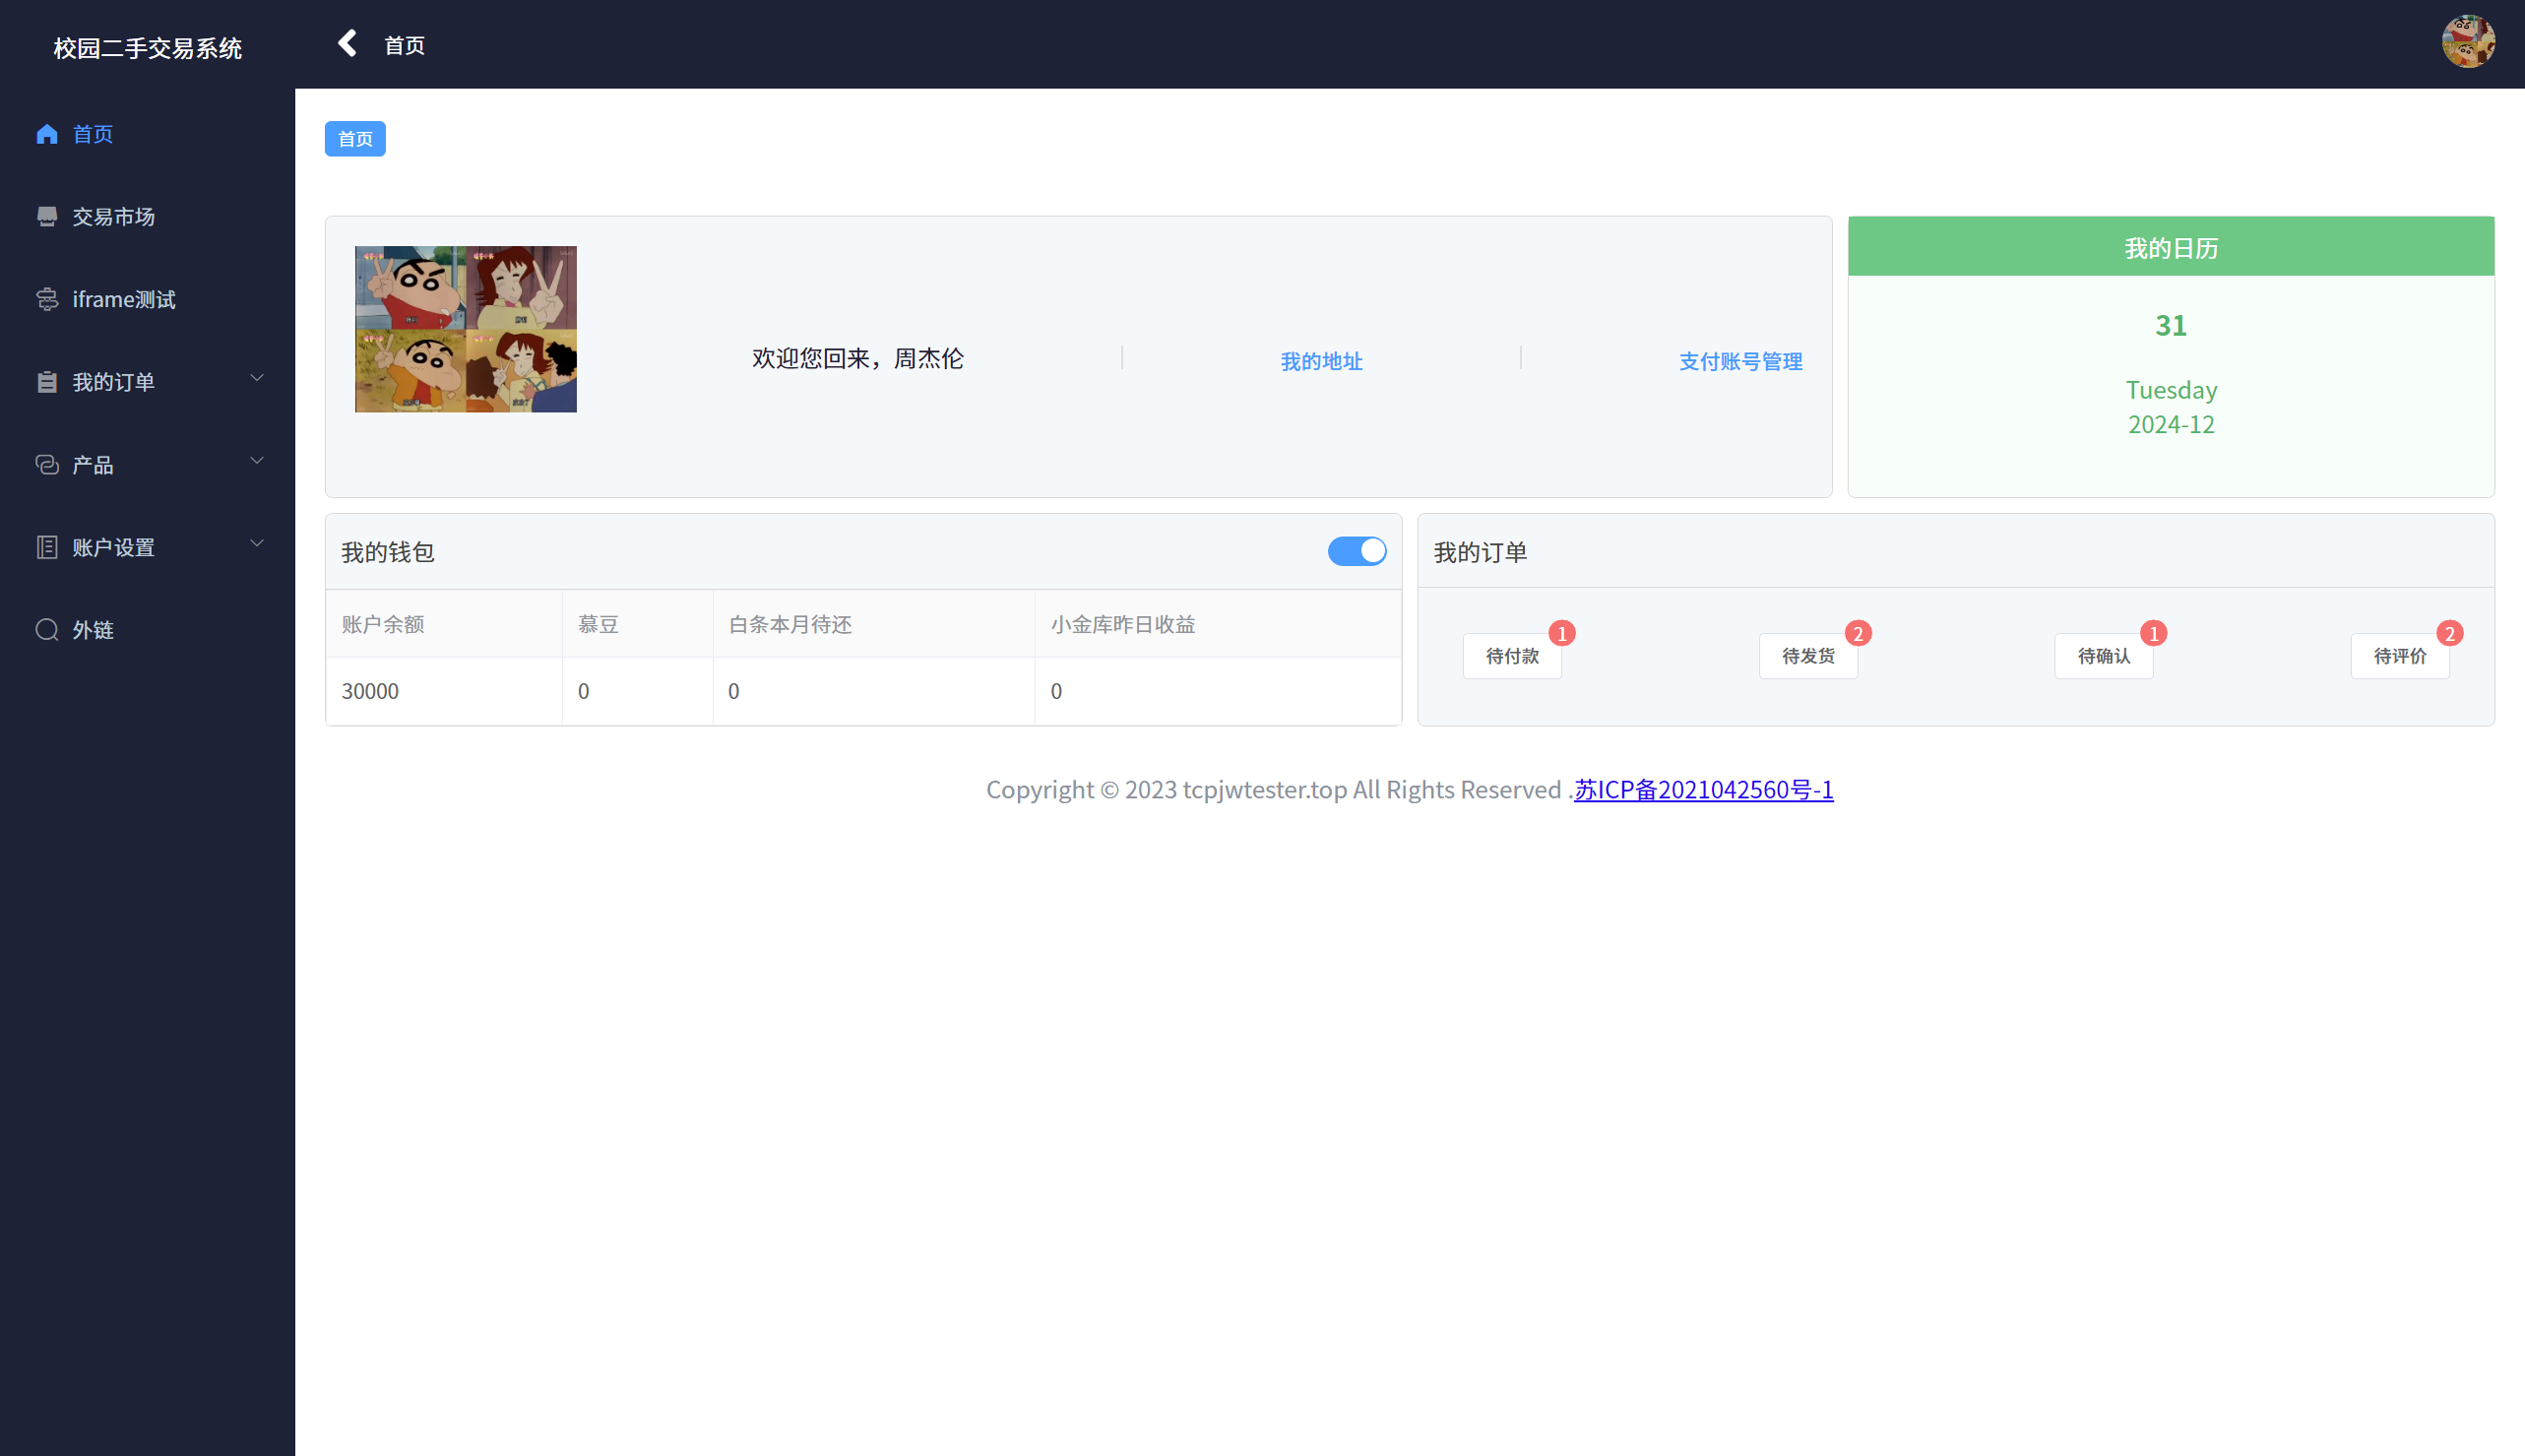 校园二手交易系统
首页
首页
交易市场
iframe测试
我的订单
产品
账户设置
外链
首页
欢迎您回来，周杰伦
我的地址
支付账号管理
我的日历
31
Tuesday
2024-12
我的钱包
账户余额 慕豆 白条本月待还 小金库昨日收益
30000 0 0 0
我的订单
待付款 1
待发货 2
待确认 1
待评价 2
Copyright © 2023 tcpjwtester.top All Rights Reserved .苏ICP备2021042560号-1